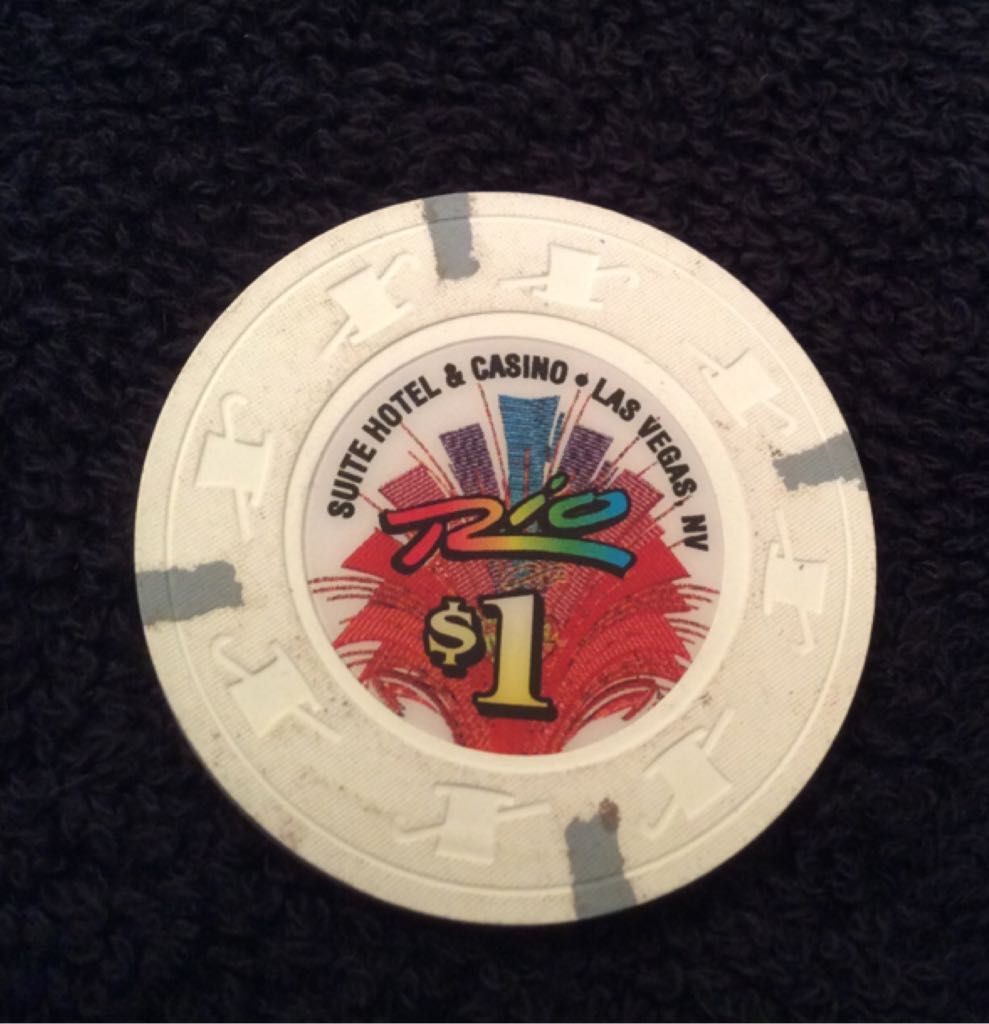 SUITE HOTEL & CASINO • LAS VEGAS, NV
Rio
$1